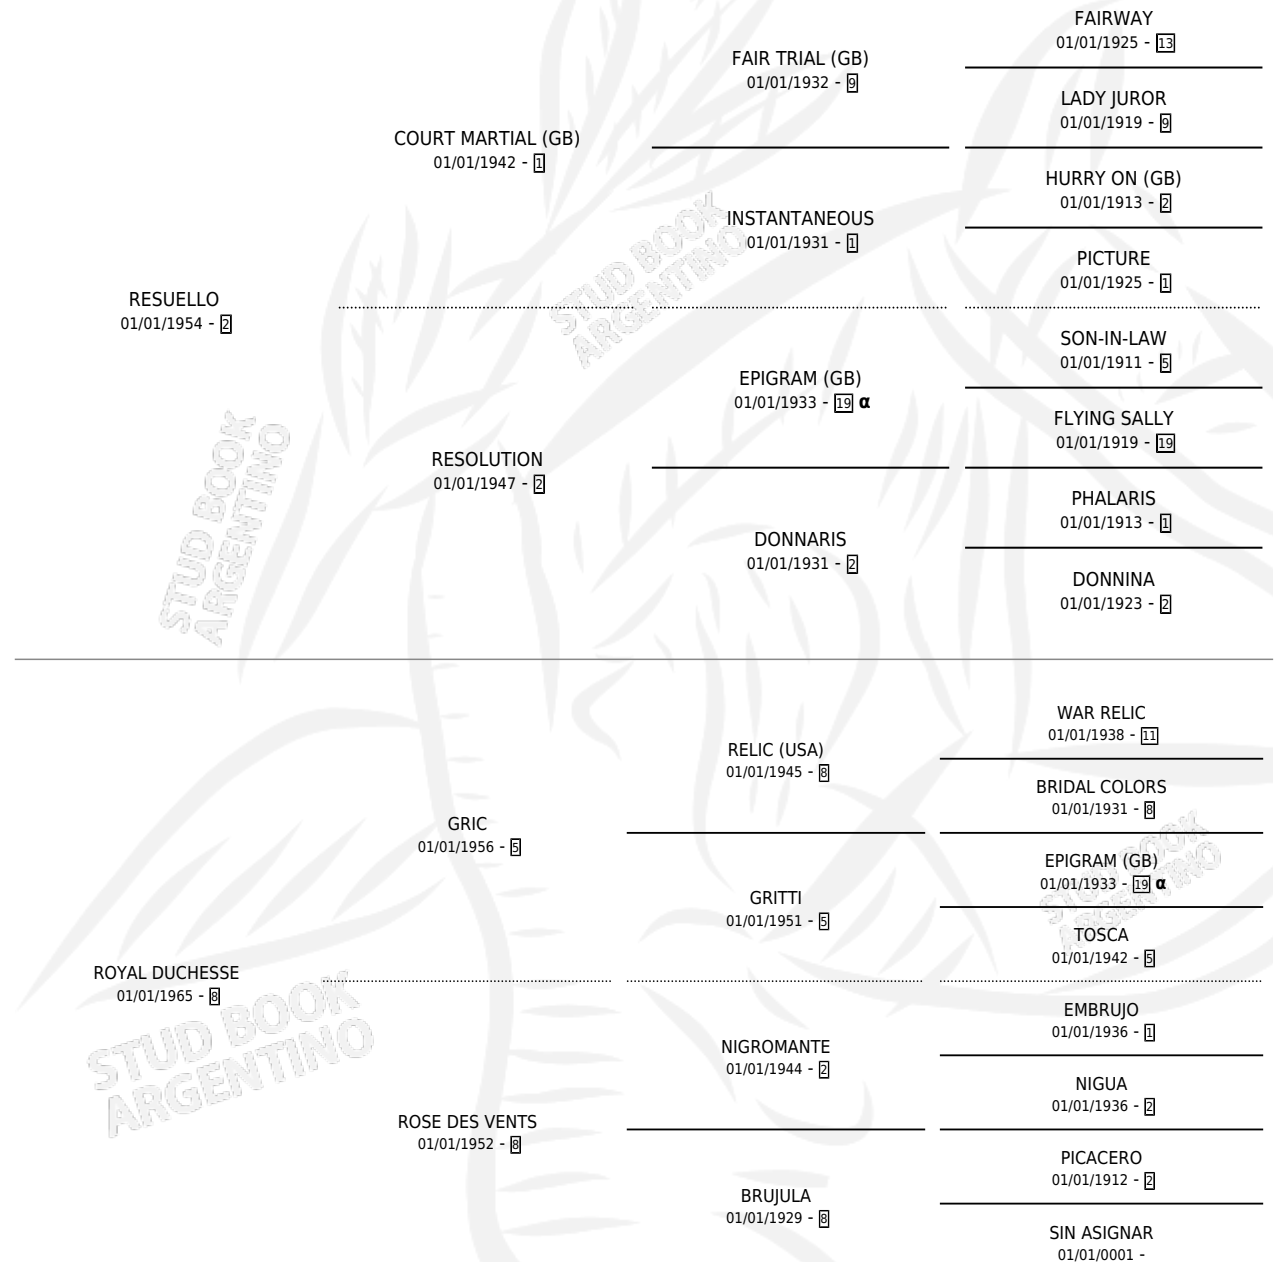 FAIRWAY
01/01/1925 - 13
FAIR TRIAL (GB)
01/01/1932 - 9
LADY JUROR
01/01/1919 - 9
COURT MARTIAL (GB)
01/01/1942 - 1
HURRY ON (GB)
01/01/1913 - 2
INSTANTANEOUS
01/01/1931 - 1
PICTURE
01/01/1925 - 1
RESUELLO
01/01/1954 - 2
SON-IN-LAW
01/01/1911 - 5
EPIGRAM (GB)
01/01/1933 - 19 α
FLYING SALLY
01/01/1919 - 19
RESOLUTION
01/01/1947 - 2
PHALARIS
01/01/1913 - 1
DONNARIS
01/01/1931 - 2
DONNINA
01/01/1923 - 2
WAR RELIC
01/01/1938 - 11
RELIC (USA)
01/01/1945 - 8
BRIDAL COLORS
01/01/1931 - 8
GRIC
01/01/1956 - 5
EPIGRAM (GB)
01/01/1933 - 19 α
GRITTI
01/01/1951 - 5
TOSCA
01/01/1942 - 5
ROYAL DUCHESSE
01/01/1965 - 8
EMBRUJO
01/01/1936 - 1
NIGROMANTE
01/01/1944 - 2
NIGUA
01/01/1936 - 2
ROSE DES VENTS
01/01/1952 - 8
PICACERO
01/01/1912 - 2
BRUJULA
01/01/1929 - 8
SIN ASIGNAR
01/01/0001 -
STUD BOOK
ARGENTINO
STUD BOOK
ARGENTINO
STUD BOOK
ARGENTINO
STUD BOOK
ARGENTINO